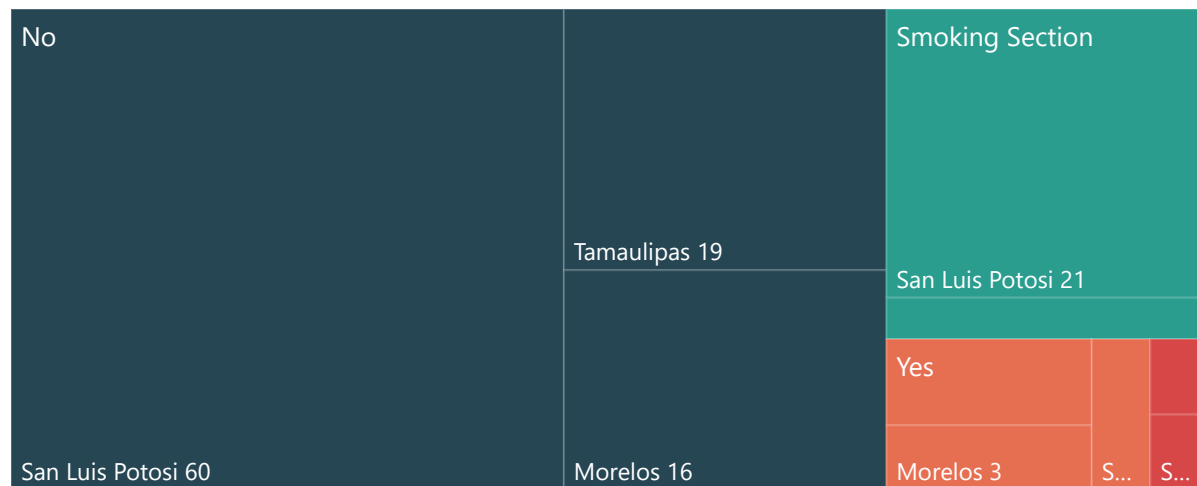 No
Smoking Section
Tamaulipas 19
San Luis Potosi 21
Yes
San Luis Potosi 60
Morelos 16
Morelos 3
S...
S...